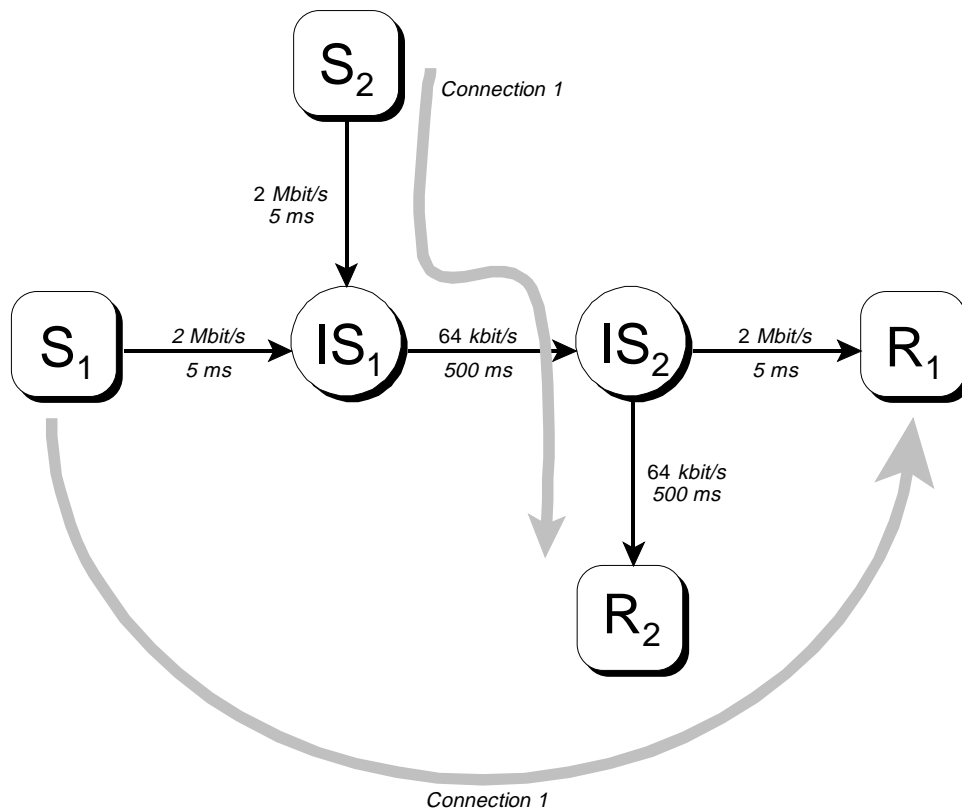 S₂
Connection 1
2 Mbit/s
5 ms
S₁
2 Mbit/s
5 ms
IS₁
64 kbit/s
500 ms
IS₂
2 Mbit/s
5 ms
R₁
64 kbit/s
500 ms
R₂
Connection 1